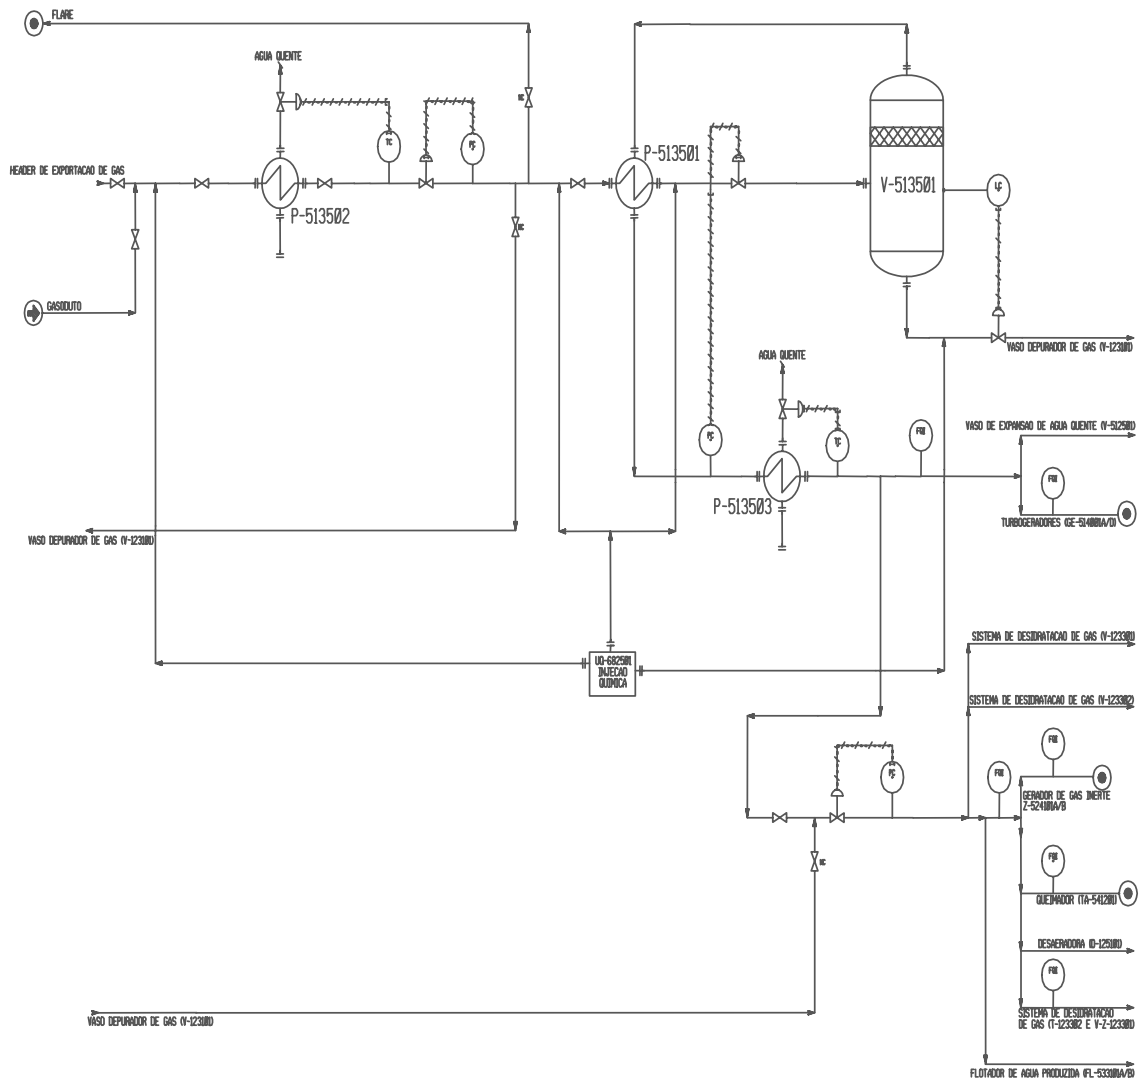 FLARE
AGUA QUENTE
TC
PC
HEADER DE EXPORTACAO DE GAS
P-513502
NC
NC
P-513501
V-513501
LC
GASODUTO
VASO DEPURADOR DE GAS (V-123101)
AGUA QUENTE
PC
TC
FQI
P-513503
VASO DE EXPANSAO DE AGUA QUENTE (V-512501)
FQI
TURBOGERADORES (GE-514001A/D)
VASO DEPURADOR DE GAS (V-123101)
UQ-682501
INJECAO
QUIMICA
SISTEMA DE DESIDRATACAO DE GAS (V-123301)
SISTEMA DE DESIDRATACAO DE GAS (V-123302)
PC
FQI
FQI
GERADOR DE GAS INERTE
Z-524101A/B
NC
FQI
QUEIMADOR (TA-541201)
DESAERADORA (D-125101)
FQI
SISTEMA DE DESIDRATACAO
DE GAS (T-123302 E V-Z-123301)
VASO DEPURADOR DE GAS (V-123101)
FLOTADOR DE AGUA PRODUZIDA (FL-533101A/B)